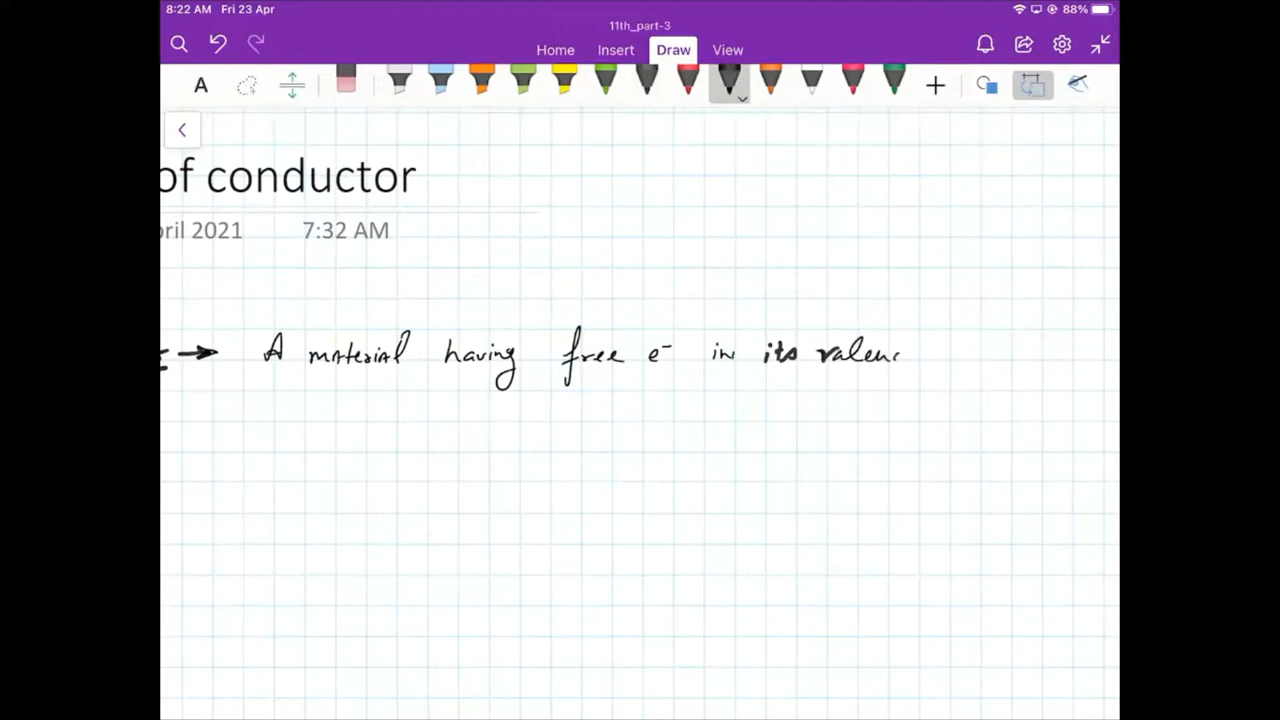 8:22 AM Fri 23 Apr 88%
11th_part-3
Home Insert Draw View
A
of conductor
pril 2021 7:32 AM
→ A material having free e⁻ in its valenc